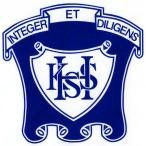 INTEGER ET DILIGENS